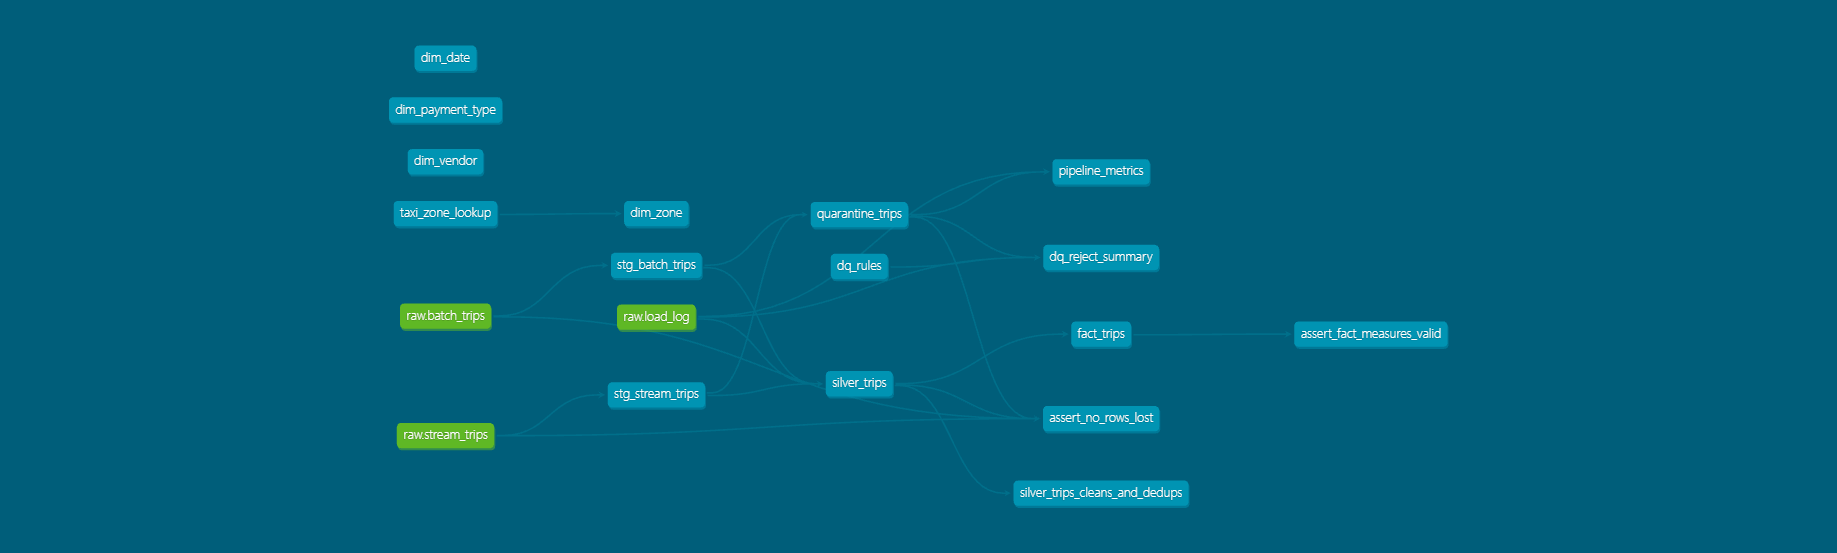 dim_date
dim_payment_type
dim_vendor
pipeline_metrics
taxi_zone_lookup
dim_zone
quarantine_trips
stg_batch_trips
dq_rules
dq_reject_summary
raw.batch_trips
raw.load_log
fact_trips
assert_fact_measures_valid
stg_stream_trips
silver_trips
assert_no_rows_lost
raw.stream_trips
silver_trips_cleans_and_dedups